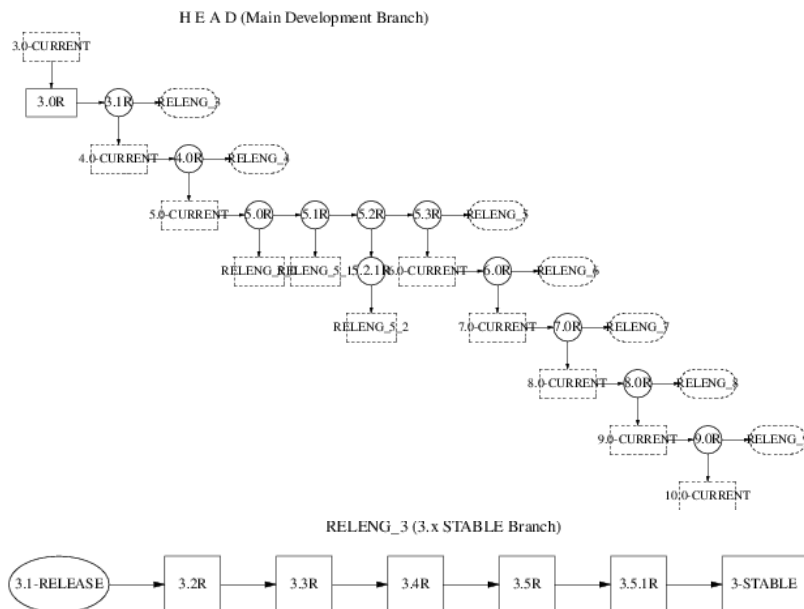 H E A D (Main Development Branch)
3.0-CURRENT
3.0R 3.1R RELENG_3
4.0-CURRENT 4.0R RELENG_4
5.0-CURRENT 5.0R 5.1R 5.2R 5.3R RELENG_5
RELENG_5_0 RELENG_5_1 5.2.1R 6.0-CURRENT 6.0R RELENG_6
RELENG_5_2 7.0-CURRENT 7.0R RELENG_7
8.0-CURRENT 8.0R RELENG_8
9.0-CURRENT 9.0R RELENG_9
10.0-CURRENT
RELENG_3 (3.x STABLE Branch)
3.1-RELEASE 3.2R 3.3R 3.4R 3.5R 3.5.1R 3-STABLE